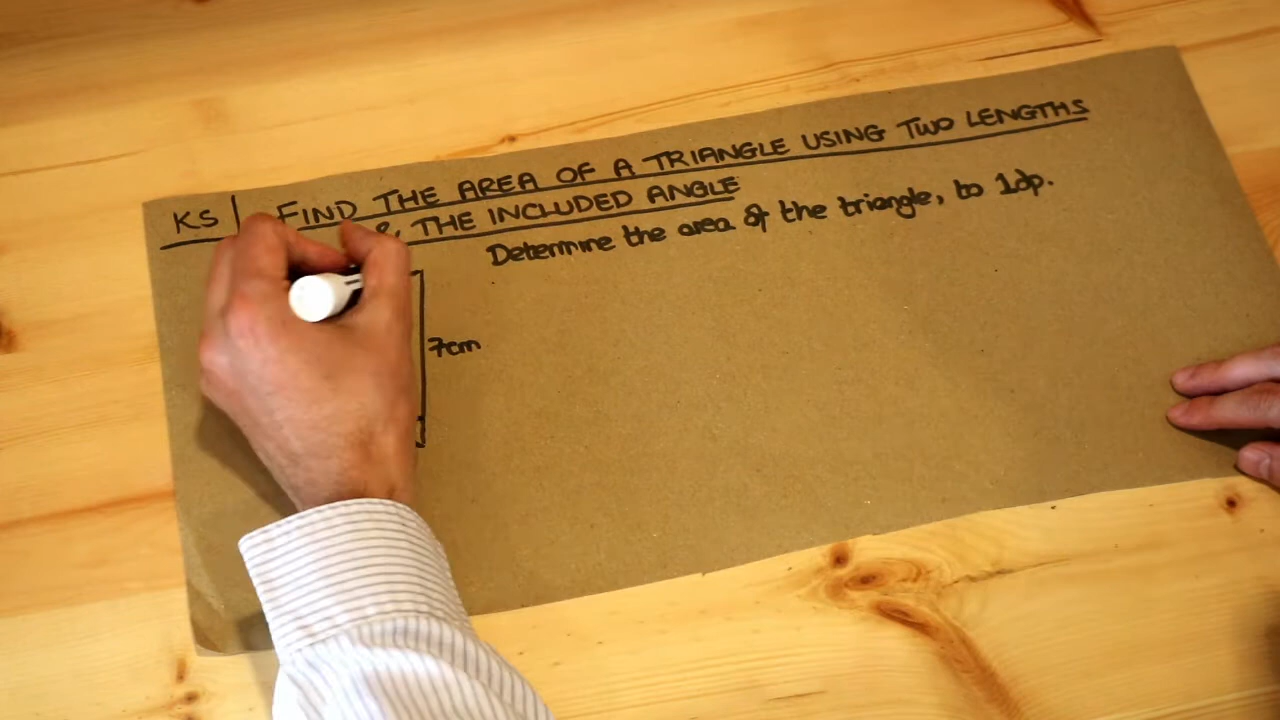 KS FIND THE AREA OF A TRIANGLE USING TWO LENGTHS
& THE INCLUDED ANGLE
Determine the area of the triangle, to 1dp.
7cm